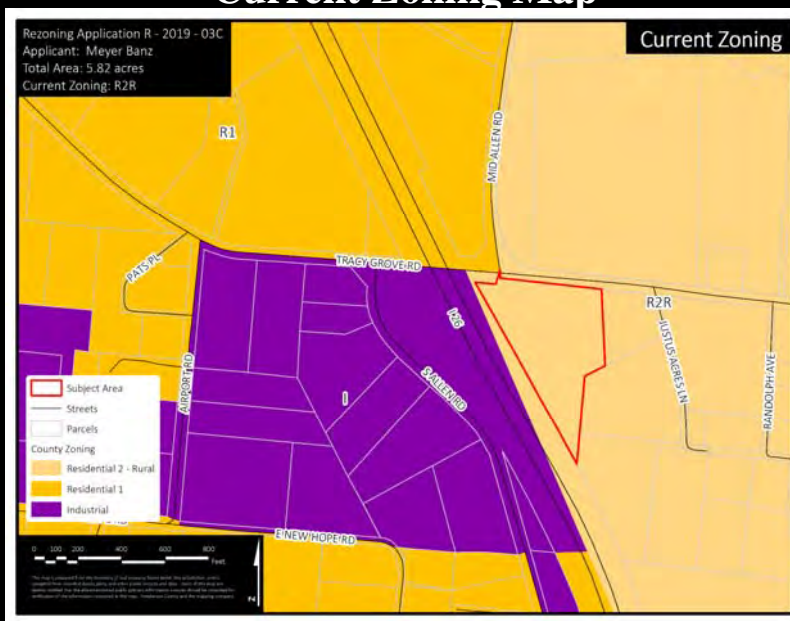 Current Zoning Map
Rezoning Application R - 2019 - 03C
Applicant: Meyer Banz
Total Area: 5.82 acres
Current Zoning: R2R
Current Zoning
R1
MID ALLEN RD
PATS PL
TRACY GROVE RD
I 26
R2R
JUSTUS ACRES LN
RANDOLPH AVE
AIRPORT RD
S ALLEN RD
I
Subject Area
Streets
Parcels
County Zoning
Residential 2 - Rural
Residential 1
Industrial
RD
E NEW HOPE RD
0 100 200 400 600 800
Feet